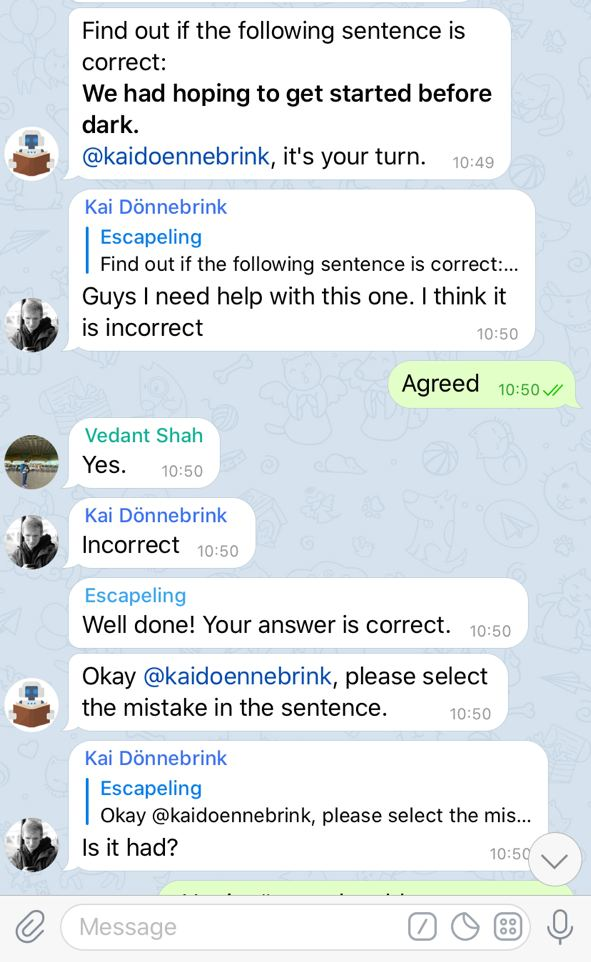 Find out if the following sentence is
correct:
We had hoping to get started before
dark.
@kaidoennebrink, it's your turn. 10:49
Kai Dönnebrink
Escapeling
Find out if the following sentence is correct:...
Guys I need help with this one. I think it
is incorrect 10:50
Agreed 10:50
Vedant Shah
Yes. 10:50
Kai Dönnebrink
Incorrect 10:50
Escapeling
Well done! Your answer is correct. 10:50
Okay @kaidoennebrink, please select
the mistake in the sentence. 10:50
Kai Dönnebrink
Escapeling
Okay @kaidoennebrink, please select the mis...
Is it had? 10:50
Message